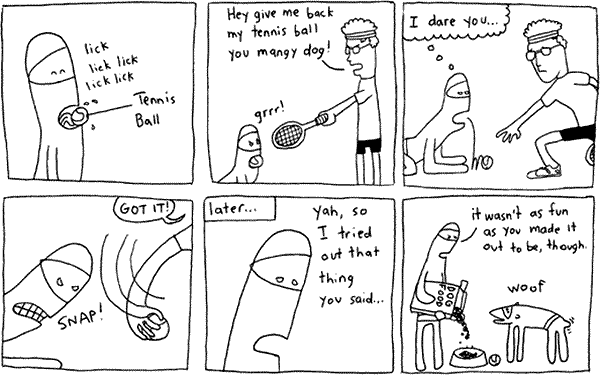 lick
lick lick
lick lick
Tennis
Ball
Hey give me back
my tennis ball
you mangy dog!
grrr!
I dare you...
GOT IT!
SNAP!
later...
Yah, so
I tried
out that
thing
you said...
it wasn't as fun
as you made it
out to be, though.
DOG
FOOD
woof